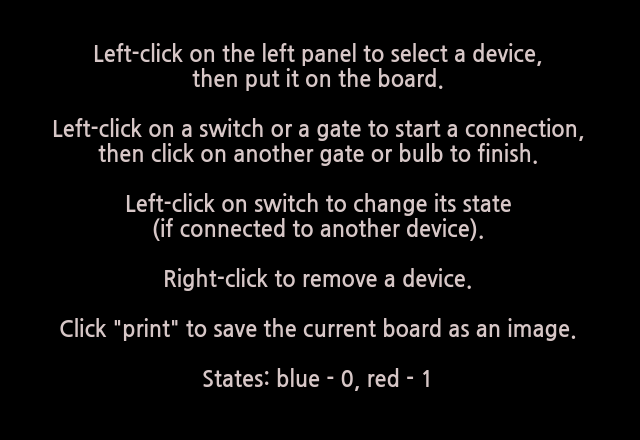 Left-click on the left panel to select a device,
then put it on the board.
Left-click on a switch or a gate to start a connection,
then click on another gate or bulb to finish.
Left-click on switch to change its state
(if connected to another device).
Right-click to remove a device.
Click "print" to save the current board as an image.
States: blue - 0, red - 1